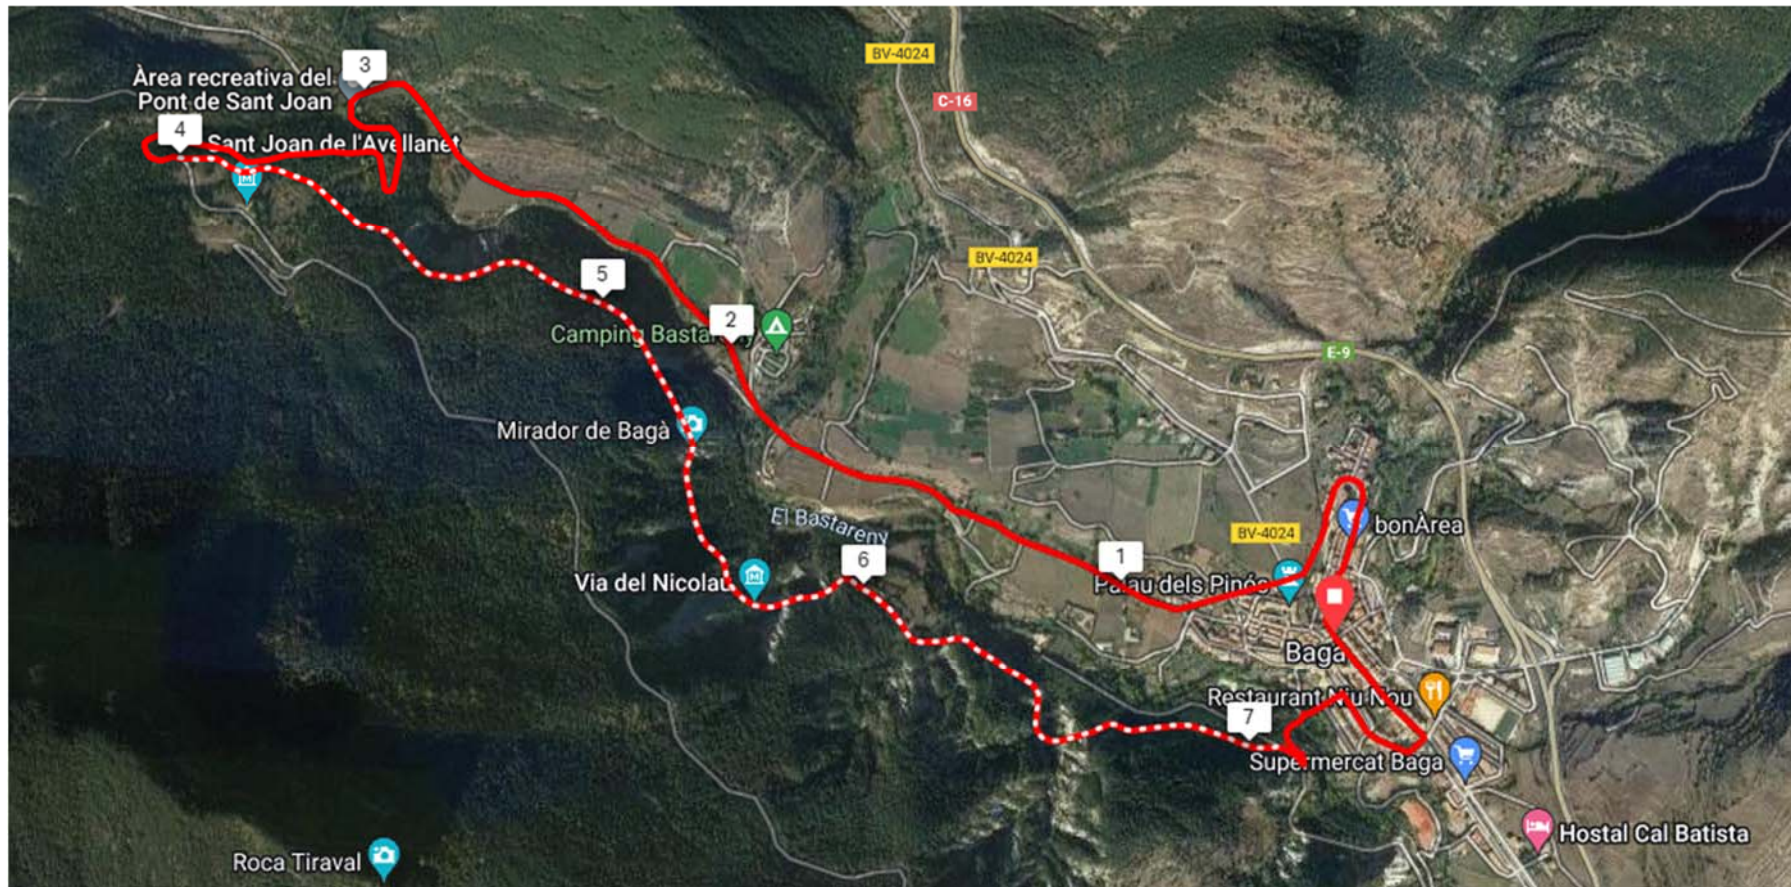 BV-4024
3
Àrea recreativa del
Pont de Sant Joan
C-16
4
Sant Joan de l'Avellanet
BV-4024
5
2
Camping Bastareny
E-9
Mirador de Bagà
El Bastareny
BV-4024
bonÀrea
1
6
Via del Nicolau
Palau dels Pinós
Bagà
Restaurant Niu Nou
7
Supermercat Baga
Hostal Cal Batista
Roca Tiraval